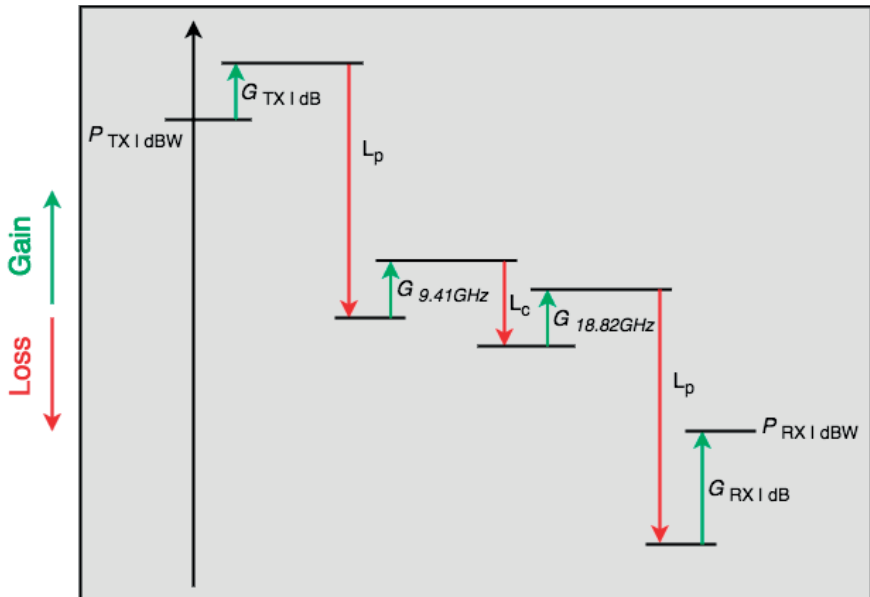 G TX | dB
P TX | dBW
Lp
Gain
Loss
G 9.41GHz
Lc
G 18.82GHz
Lp
P RX | dBW
G RX | dB